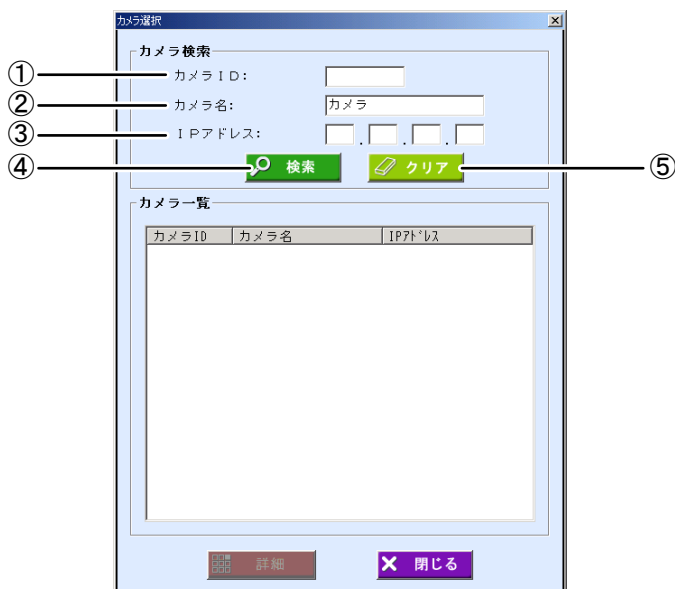 カメラ選択
カメラ検索
① カメラID:
② カメラ名: カメラ
③ IPアドレス: . . .
④ 検索 クリア ⑤
カメラ一覧
カメラID カメラ名 IPｱﾄﾞﾚｽ
詳細 閉じる